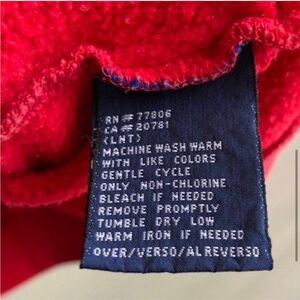 RN# 77806
CA# 20781
(LNT)
MACHINE WASH WARM
WITH LIKE COLORS
GENTLE CYCLE
ONLY NON-CHLORINE
BLEACH IF NEEDED
REMOVE PROMPTLY
TUMBLE DRY LOW
WARM IRON IF NEEDED
OVER/VERSO/AL REVERSO